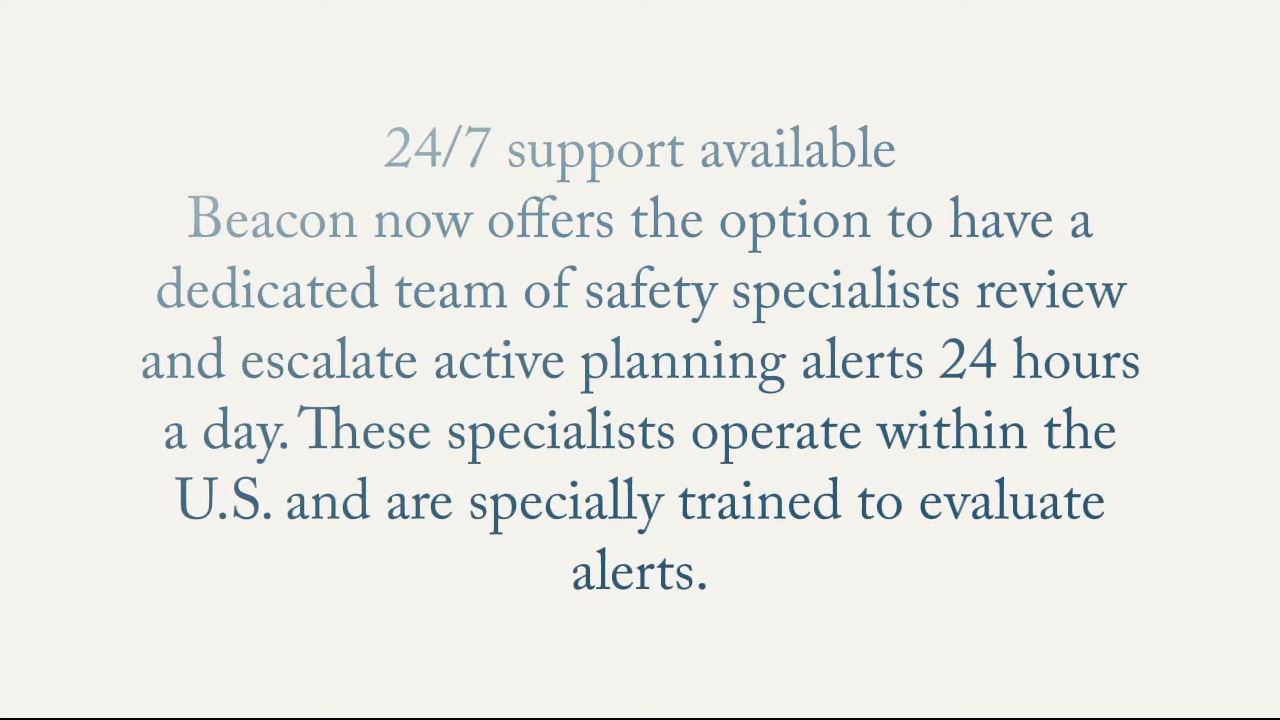 24/7 support available
Beacon now offers the option to have a
dedicated team of safety specialists review
and escalate active planning alerts 24 hours
a day. These specialists operate within the
U.S. and are specially trained to evaluate
alerts.